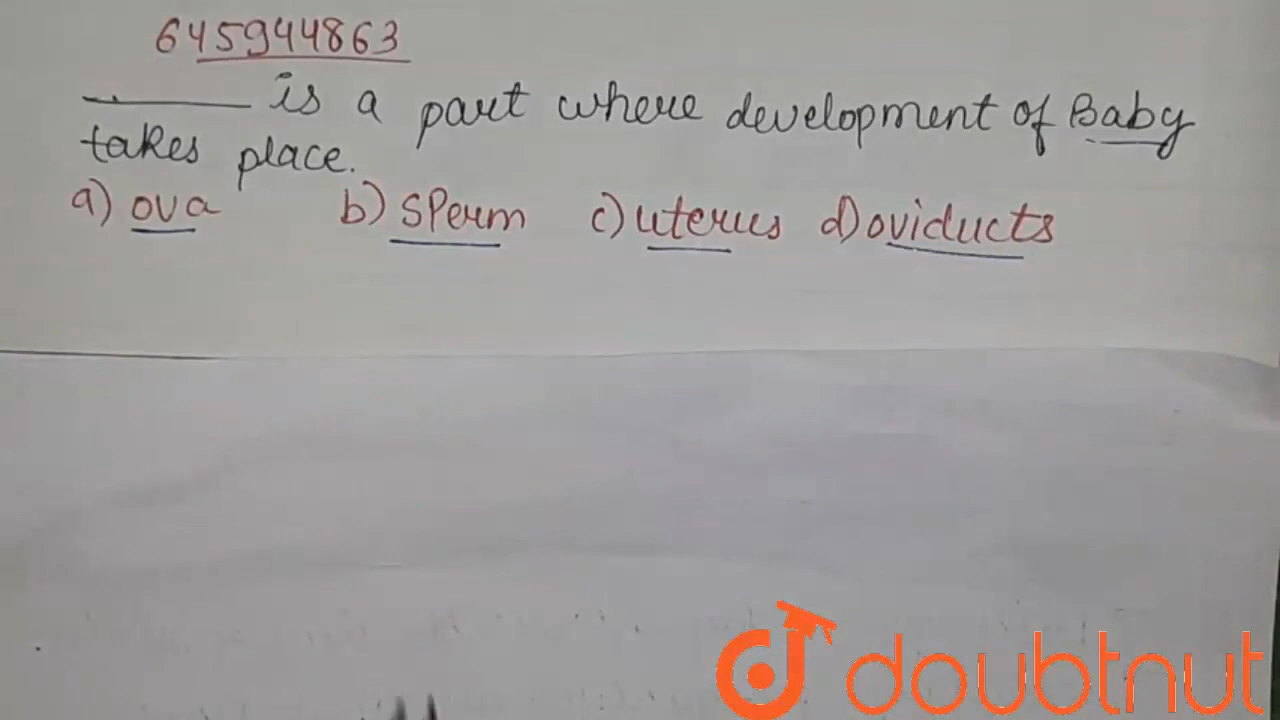 645944863
______ is a part where development of Baby
takes place.
a) ova b) sperm c) uterus d) oviducts
doubtnut